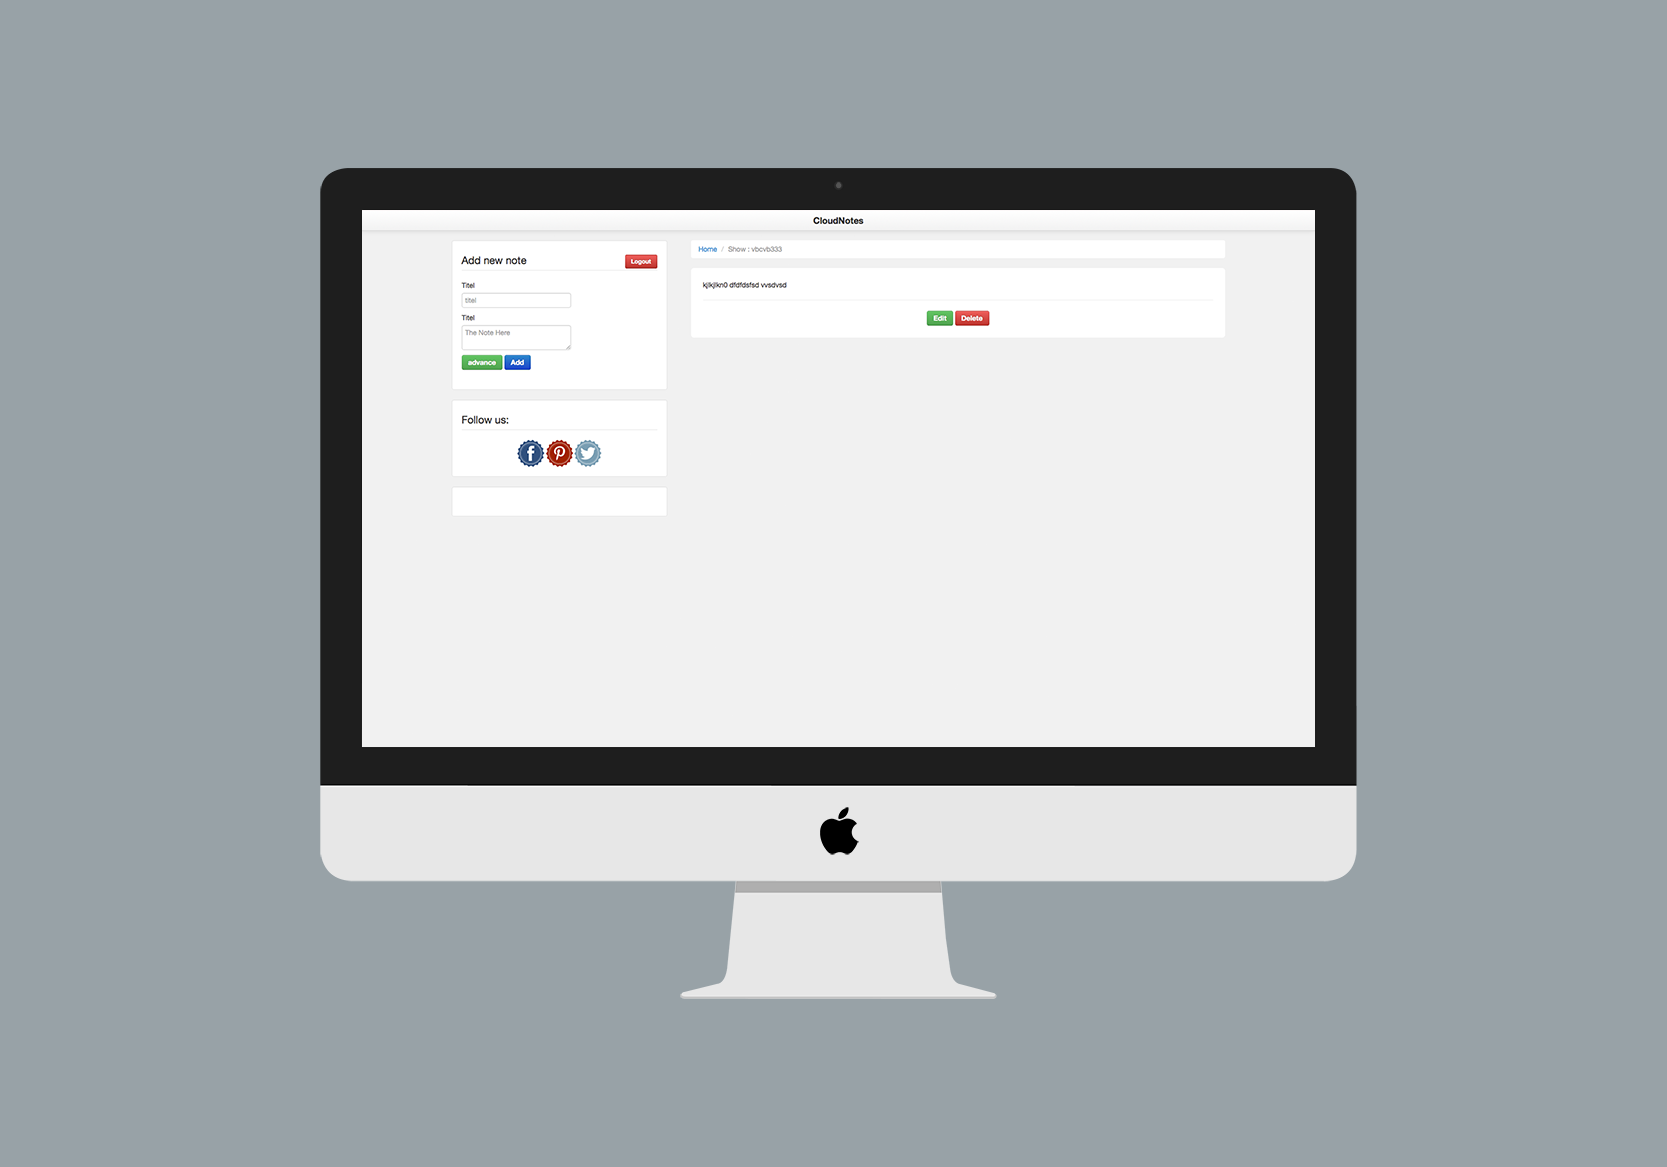 CloudNotes
Add new note
Logout
Titel
titel
Titel
The Note Here
advance
Add
Follow us:
Home / Show : vbcvb333
kjlkjlkn0 dfdfdsfsd vvsdvsd
Edit
Delete